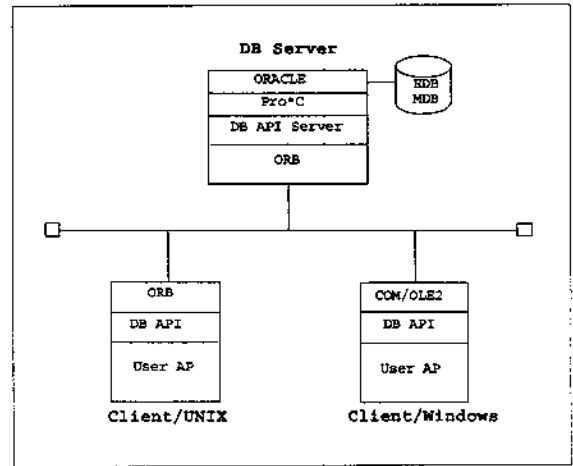 DB Server
ORACLE
Pro*C
DB API Server
ORB
RDB
MDB
ORB
DB API
User AP
Client/UNIX
COM/OLE2
DB API
User AP
Client/Windows